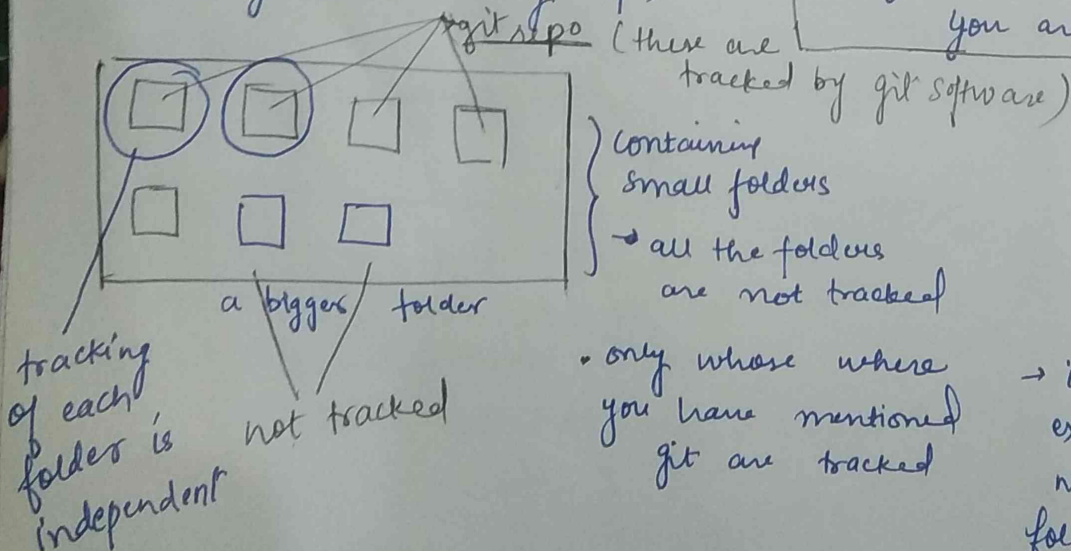 git repo (these are
tracked by git software)
you
containing
small folders
→ all the folders
are not tracked
a bigger folder
• only whose where
you have mentioned
git are tracked
not tracked
tracking
of each
folder is
independent
→